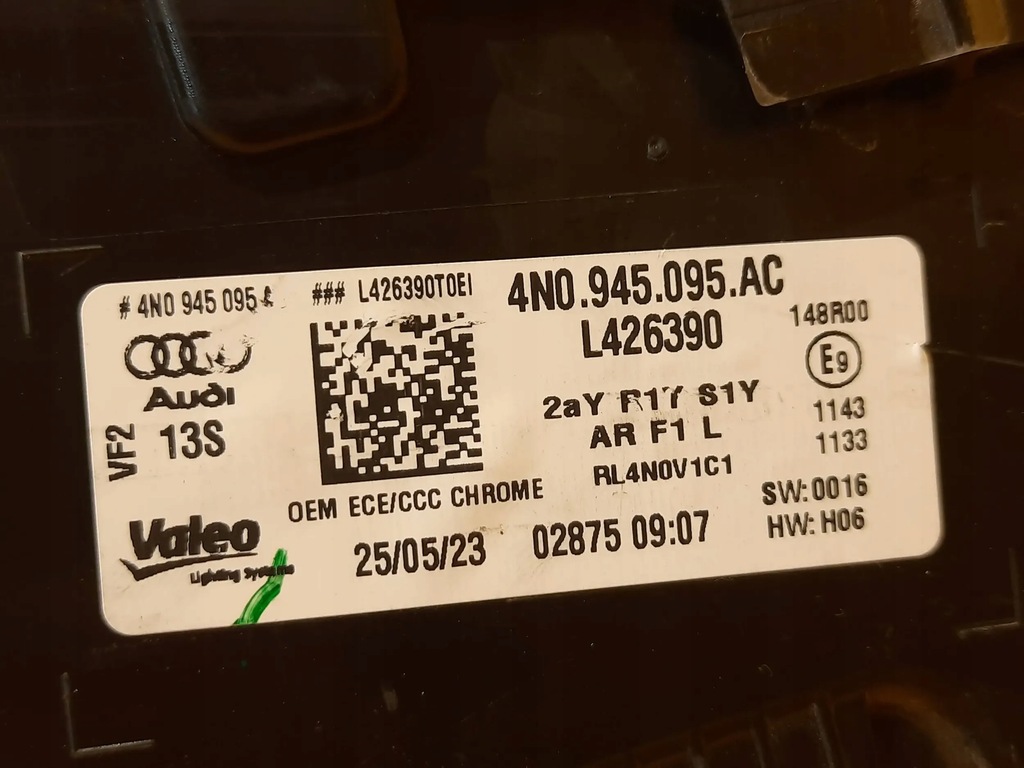 # 4N0 945 095
### L426390T0EI
4N0.945.095.AC
L426390
148R00
E9
Audi
VF2
13S
2aY R1Y S1Y
AR F1 L
RL4N0V1C1
1143
1133
OEM ECE/CCC CHROME
SW:0016
HW:H06
Valeo
Lighting Systems
25/05/23
02875 09:07